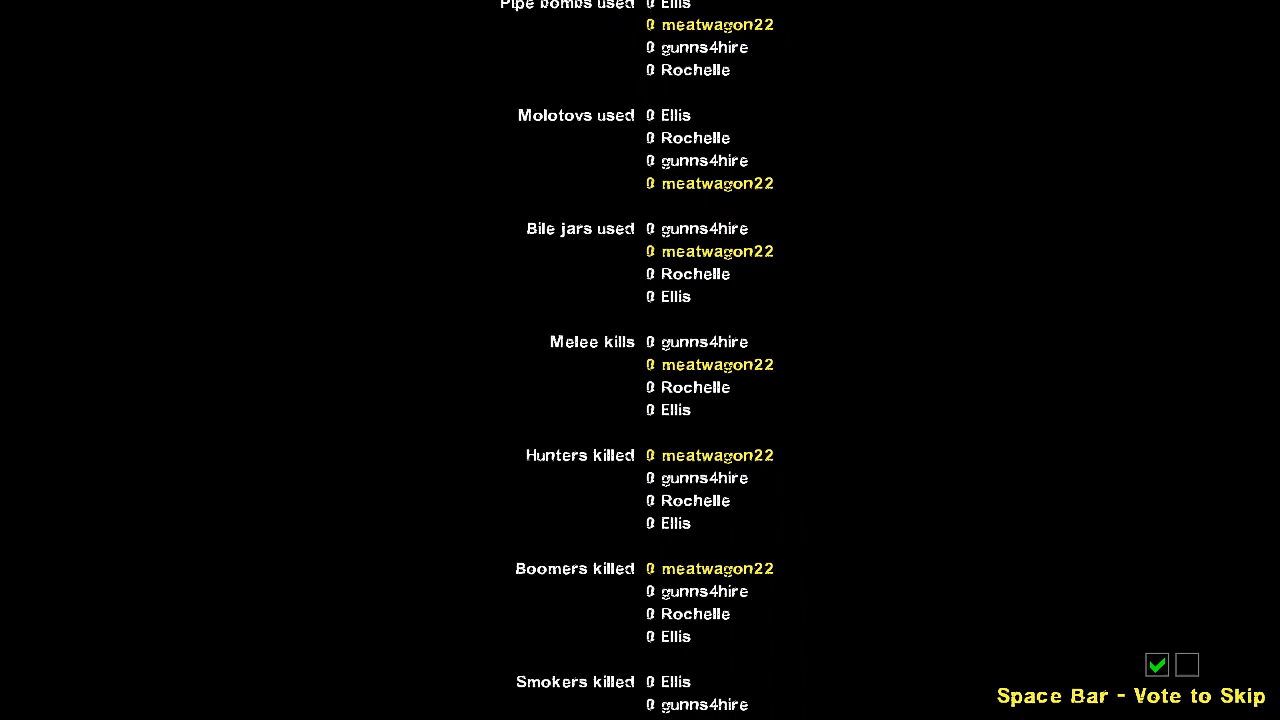 Pipe bombs used 0 Ellis
0 meatwagon22
0 gunns4hire
0 Rochelle
Molotovs used 0 Ellis
0 Rochelle
0 gunns4hire
0 meatwagon22
Bile jars used 0 gunns4hire
0 meatwagon22
0 Rochelle
0 Ellis
Melee kills 0 gunns4hire
0 meatwagon22
0 Rochelle
0 Ellis
Hunters killed 0 meatwagon22
0 gunns4hire
0 Rochelle
0 Ellis
Boomers killed 0 meatwagon22
0 gunns4hire
0 Rochelle
0 Ellis
Smokers killed 0 Ellis
0 gunns4hire
Space Bar - Vote to Skip